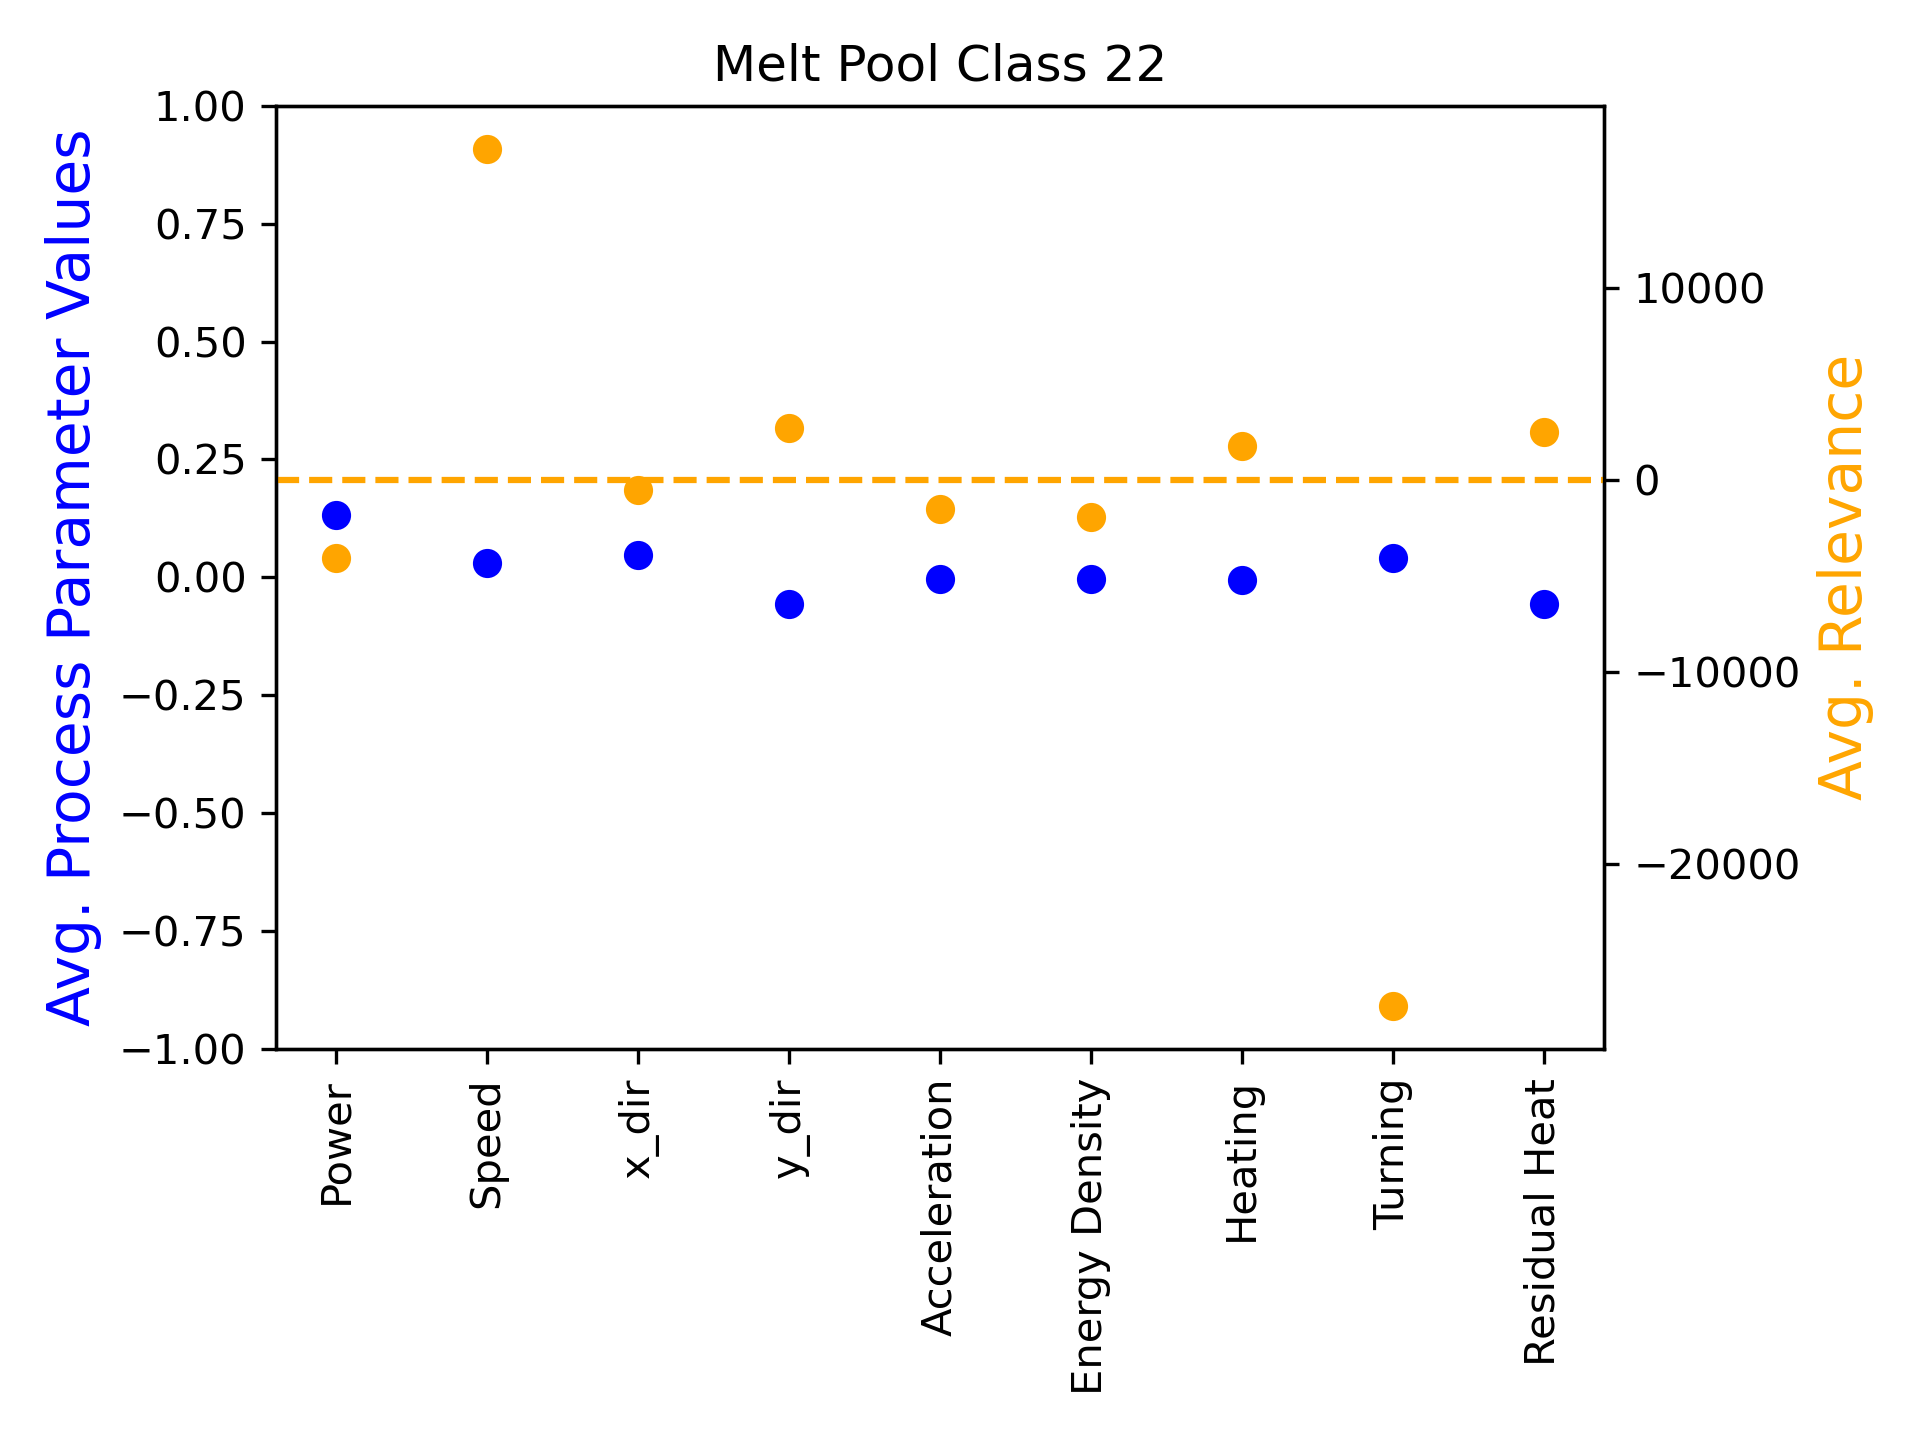 Melt Pool Class 22
Avg. Process Parameter Values
1.00
0.75
0.50
0.25
0.00
−0.25
−0.50
−0.75
−1.00
10000
0
−10000
−20000
Avg. Relevance
Power
Speed
x_dir
y_dir
Acceleration
Energy Density
Heating
Turning
Residual Heat